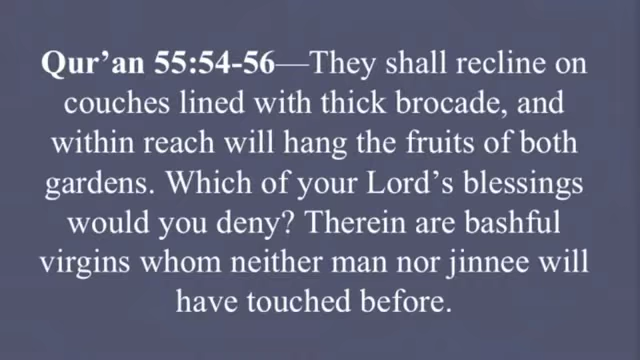 Qur’an 55:54-56—They shall recline on
couches lined with thick brocade, and
within reach will hang the fruits of both
gardens. Which of your Lord’s blessings
would you deny? Therein are bashful
virgins whom neither man nor jinnee will
have touched before.